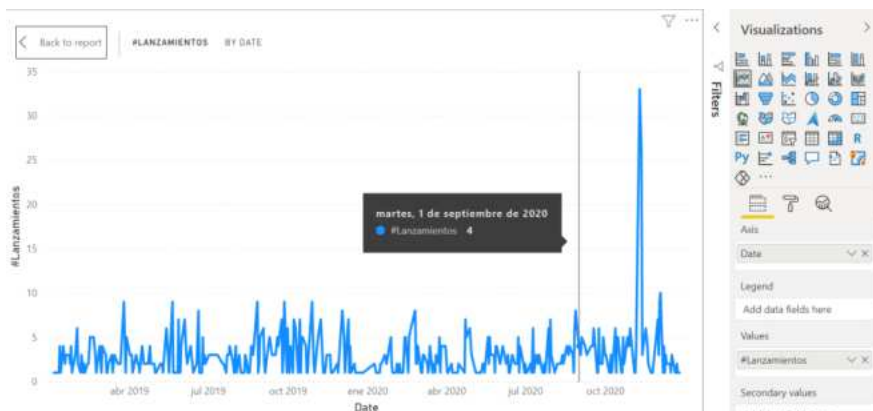 Back to report
#LANZAMIENTOS BY DATE
35
30
25
20
15
10
5
0
#Lanzamientos
martes, 1 de septiembre de 2020
#Lanzamientos 4
abr 2019 jul 2019 oct 2019 ene 2020 abr 2020 jul 2020 oct 2020
Date
Filters
Visualizations
R
Py
Axis
Date
Legend
Add data fields here
Values
#Lanzamientos
Secondary values